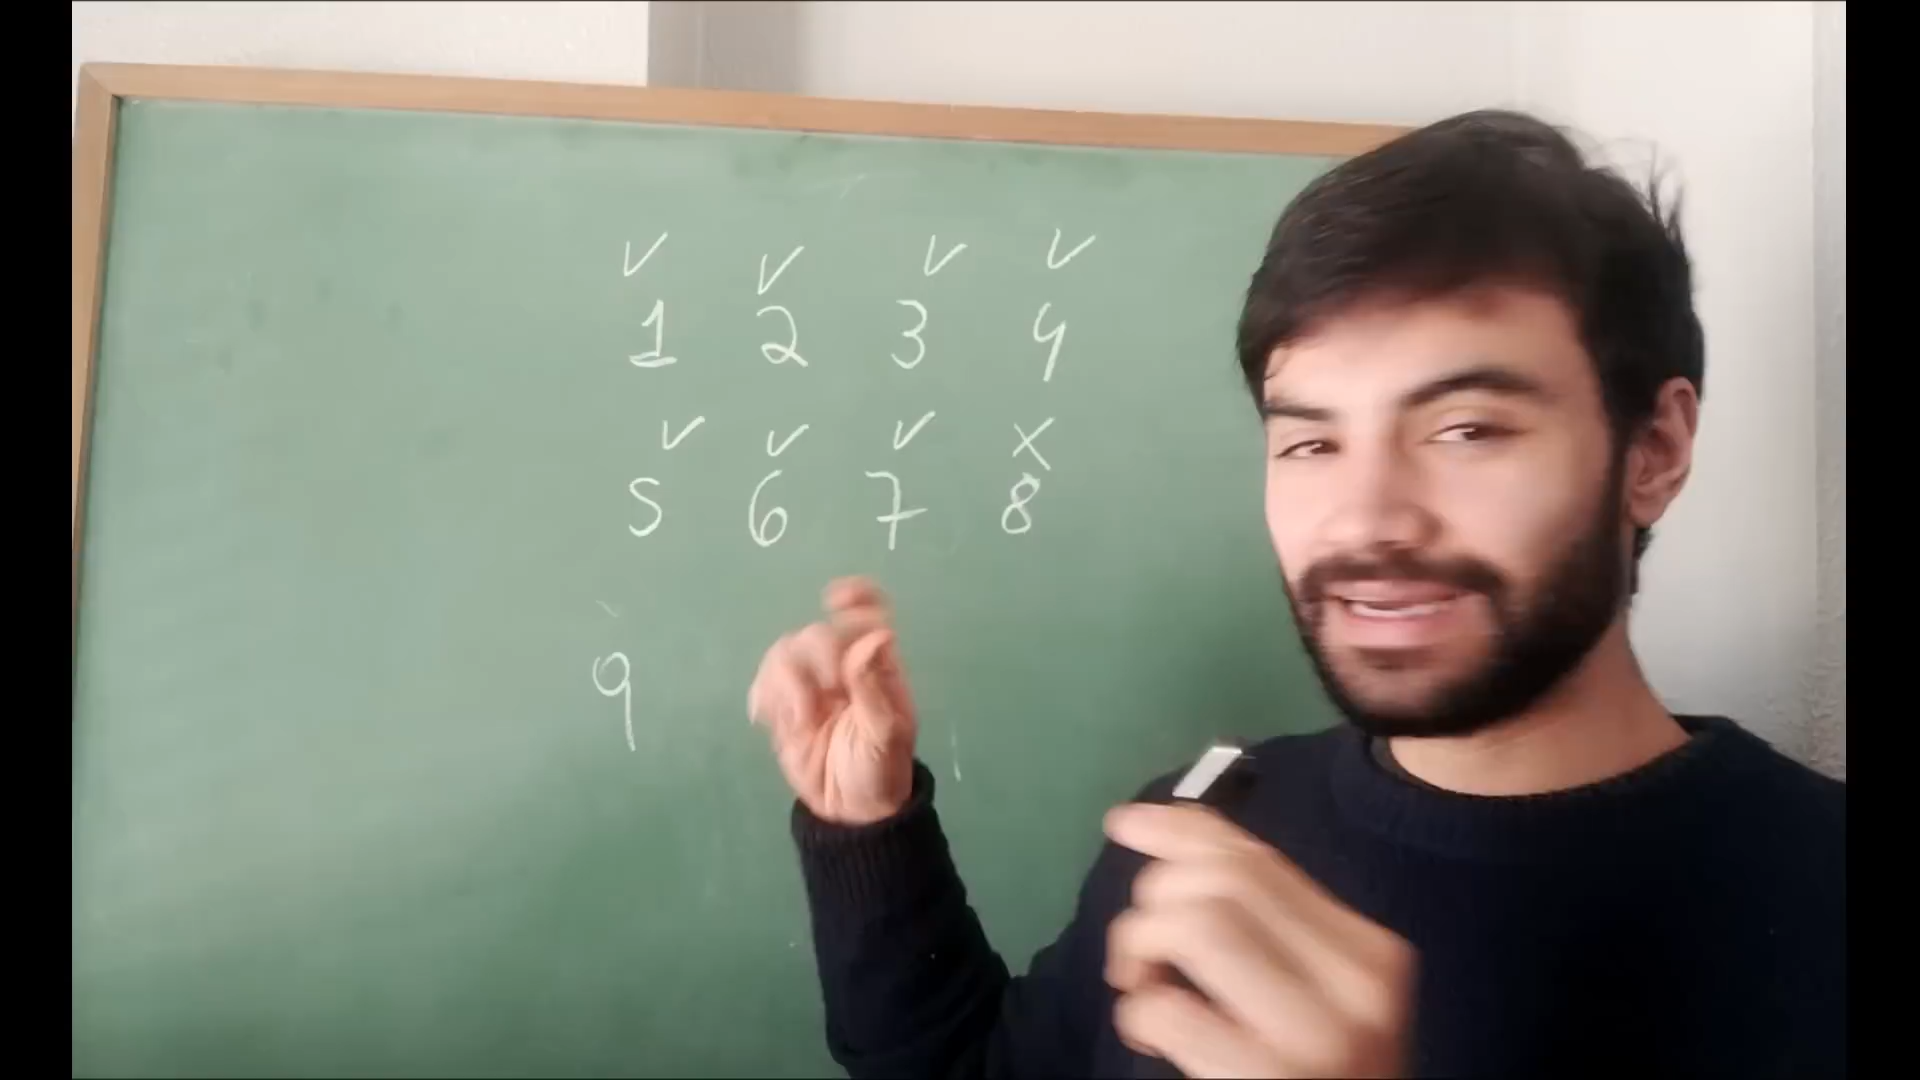 ✓ ✓ ✓ ✓
1 2 3 4
✓ ✓ ✓ X
5 6 7 8
9